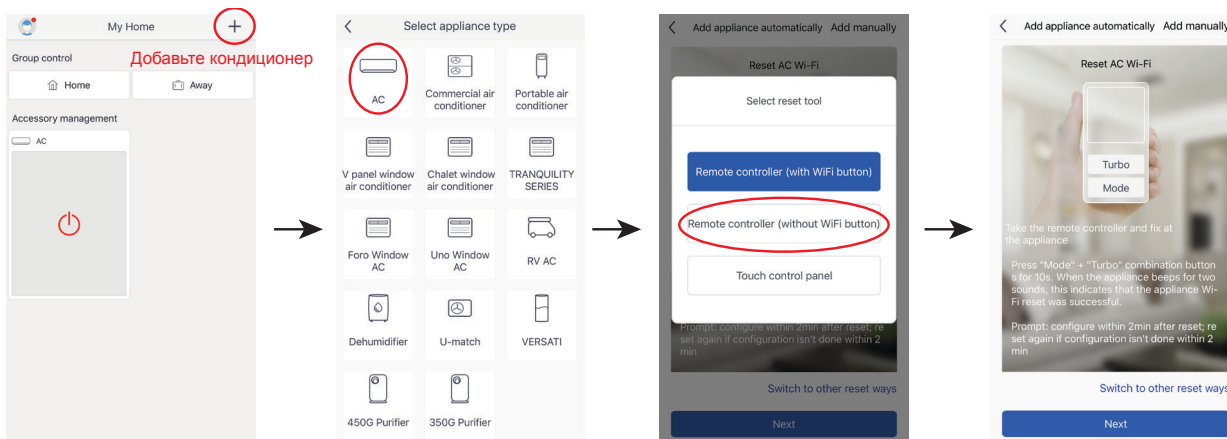 My Home
+
Добавьте кондиционер
Group control
Home
Away
Accessory management
AC
Select appliance type
AC
Commercial air
conditioner
Portable air
conditioner
V panel window
air conditioner
Chalet window
air conditioner
TRANQUILITY
SERIES
Foro Window
AC
Uno Window
AC
RV AC
Dehumidifier
U-match
VERSATI
450G Purifier
350G Purifier
Add appliance automatically Add manually
Reset AC Wi-Fi
Select reset tool
Remote controller (with WiFi button)
Remote controller (without WiFi button)
Touch control panel
Prompt: configure within 2min after reset; re
set again if configuration isn't done within 2
min
Switch to other reset ways
Next
Add appliance automatically Add manually
Reset AC Wi-Fi
Turbo
Mode
Take the remote controller and fix at
the appliance
Press "Mode" + "Turbo" combination button
s for 10s. When the appliance beeps for two
sounds, this indicates that the appliance Wi-
Fi reset was successful.
Prompt: configure within 2min after reset; re
set again if configuration isn't done within 2
min
Switch to other reset ways
Next